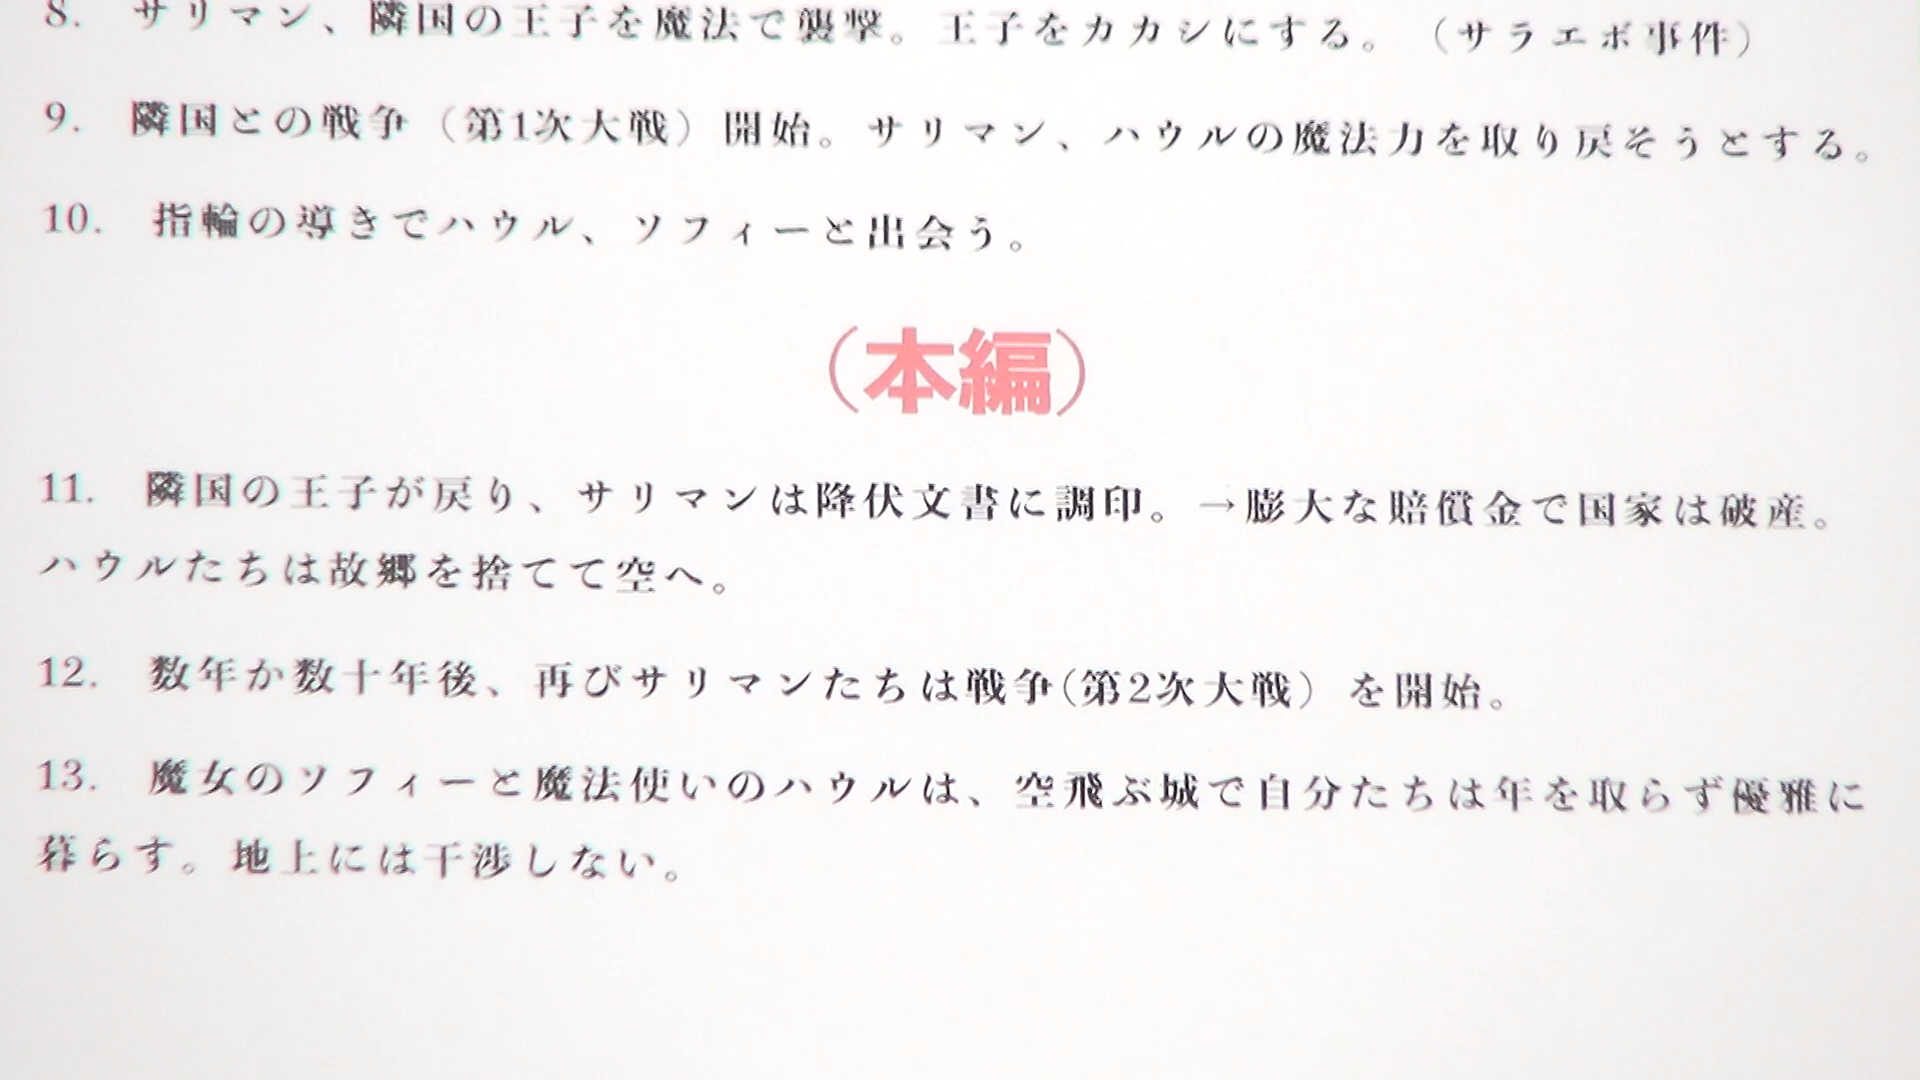 8. サリマン、隣国の王子を魔法で襲撃。王子をカカシにする。（サラエボ事件）
9. 隣国との戦争（第1次大戦）開始。サリマン、ハウルの魔法力を取り戻そうとする。
10. 指輪の導きでハウル、ソフィーと出会う。
（本編）
11. 隣国の王子が戻り、サリマンは降伏文書に調印。→膨大な賠償金で国家は破産。
ハウルたちは故郷を捨てて空へ。
12. 数年か数十年後、再びサリマンたちは戦争(第2次大戦）を開始。
13. 魔女のソフィーと魔法使いのハウルは、空飛ぶ城で自分たちは年を取らず優雅に
暮らす。地上には干渉しない。